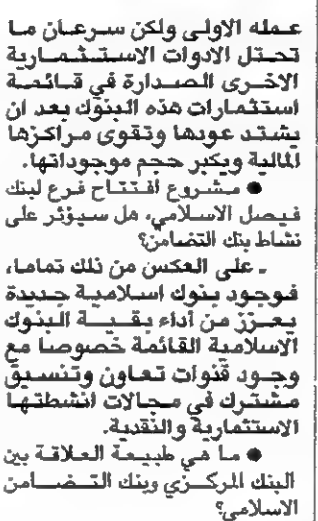 عمله الاولى ولكن سرعان ما
تحتل الادوات الاستثمارية
الاخرى الصدارة في قائمة
استثمارات هذه البنوك بعد ان
يشتد عودها وتقوى مراكزها
المالية ويكبر حجم موجوداتها.
● مشروع افتتاح فرع لبنك
فيصل الاسلامي، هل سيؤثر على
نشاط بنك التضامن؟
ـ على العكس من ذلك تماما،
فوجود بنوك اسلامية جديدة
يعزز من أداء بقية البنوك
الاسلامية القائمة خصوصا مع
وجود قنوات تعاون وتنسيق
مشترك في مجالات انشطتها
الاستثمارية والنقدية.
● ما هي طبيعة العلاقة بين
البنك المركزي وبنك التضامن
الاسلامي؟